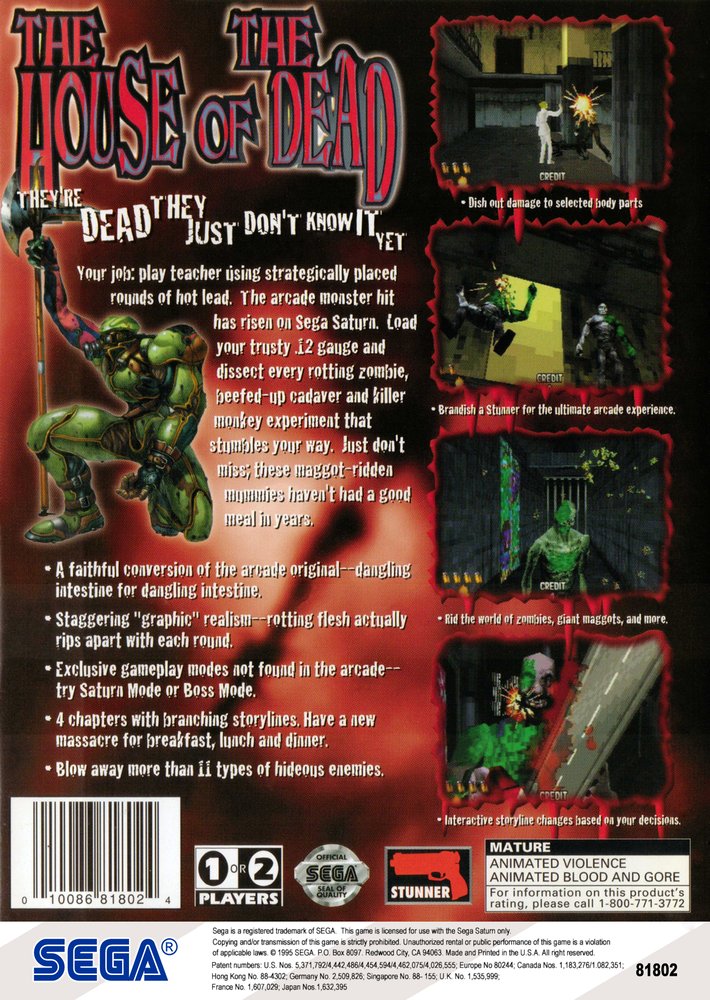 THE THE
HOUSE OF DEAD
THEY'RE
DEAD THEY
JUST DON'T KNOW IT
YET
Your job: play teacher using strategically placed
rounds of hot lead. The arcade monster hit
has risen on Sega Saturn. Load
your trusty .12 gauge and
dissect every rotting zombie,
beefed-up cadaver and killer
monkey experiment that
stumbles your way. Just don't
miss; these maggot-ridden
mummies haven't had a good
meal in years.
• A faithful conversion of the arcade original--dangling
intestine for dangling intestine.
• Staggering "graphic" realism--rotting flesh actually
rips apart with each round.
• Exclusive gameplay modes not found in the arcade--
try Saturn Mode or Boss Mode.
• 4 chapters with branching storylines. Have a new
massacre for breakfast, lunch and dinner.
• Blow away more than 11 types of hideous enemies.
CREDIT
• Dish out damage to selected body parts
CREDIT
• Brandish a Stunner for the ultimate arcade experience.
CREDIT
• Rid the world of zombies, giant maggots, and more.
CREDIT
• Interactive storyline changes based on your decisions.
0 10086 81802 4
1 OR 2
PLAYERS
OFFICIAL
SEGA
SEAL OF
QUALITY
STUNNER
MATURE
ANIMATED VIOLENCE
ANIMATED BLOOD AND GORE
For information on this product's
rating, please call 1-800-771-3772
SEGA®
Sega is a registered trademark of SEGA. This game is licensed for use with the Sega Saturn only.
Copying and/or transmission of this game is strictly prohibited. Unauthorized rental or public performance of this game is a violation
of applicable laws. © 1995 SEGA. P.O. Box 8097. Redwood City, CA 94063. Made and Printed in the U.S.A. All right reserved.
Patent numbers: U.S. Nos. 5,371,792/4,442,486/4,454,594/4,462,075/4,026,555; Europe No 80244; Canada Nos. 1,183,276/1.082,351;
Hong Kong No. 88-4302; Germany No. 2,509,826; Singapore No. 88- 155; U. K. No. 1,535,999;
France No. 1,607,029; Japan Nos.1,632,395
81802